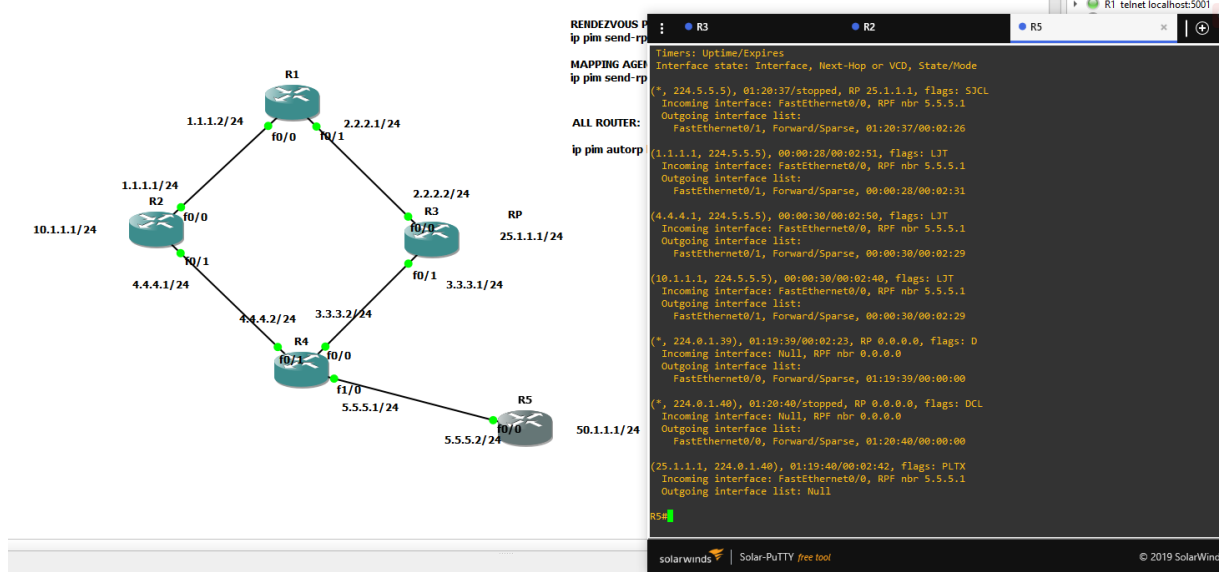 R1 telnet localhost:5001
RENDEZVOUS P
ip pim send-rp
MAPPING AGEN
ip pim send-rp
ALL ROUTER:
ip pim autorp
R1
1.1.1.2/24
f0/0
f0/1
2.2.2.1/24
1.1.1.1/24
R2
f0/0
10.1.1.1/24
f0/1
4.4.4.1/24
2.2.2.2/24
R3
f0/0
RP
25.1.1.1/24
f0/1
3.3.3.1/24
4.4.4.2/24
3.3.3.2/24
R4
f0/1
f0/0
f1/0
5.5.5.1/24
R5
f0/0
5.5.5.2/24
50.1.1.1/24
R3
R2
R5
Timers: Uptime/Expires
Interface state: Interface, Next-Hop or VCD, State/Mode
(*, 224.5.5.5), 01:20:37/stopped, RP 25.1.1.1, flags: SJCL
Incoming interface: FastEthernet0/0, RPF nbr 5.5.5.1
Outgoing interface list:
FastEthernet0/1, Forward/Sparse, 01:20:37/00:02:26
(1.1.1.1, 224.5.5.5), 00:00:28/00:02:51, flags: LJT
Incoming interface: FastEthernet0/0, RPF nbr 5.5.5.1
Outgoing interface list:
FastEthernet0/1, Forward/Sparse, 00:00:28/00:02:31
(4.4.4.1, 224.5.5.5), 00:00:30/00:02:50, flags: LJT
Incoming interface: FastEthernet0/0, RPF nbr 5.5.5.1
Outgoing interface list:
FastEthernet0/1, Forward/Sparse, 00:00:30/00:02:29
(10.1.1.1, 224.5.5.5), 00:00:30/00:02:40, flags: LJT
Incoming interface: FastEthernet0/0, RPF nbr 5.5.5.1
Outgoing interface list:
FastEthernet0/1, Forward/Sparse, 00:00:30/00:02:29
(*, 224.0.1.39), 01:19:39/00:02:23, RP 0.0.0.0, flags: D
Incoming interface: Null, RPF nbr 0.0.0.0
Outgoing interface list:
FastEthernet0/0, Forward/Sparse, 01:19:39/00:00:00
(*, 224.0.1.40), 01:20:40/stopped, RP 0.0.0.0, flags: DCL
Incoming interface: Null, RPF nbr 0.0.0.0
Outgoing interface list:
FastEthernet0/0, Forward/Sparse, 01:20:40/00:00:00
(25.1.1.1, 224.0.1.40), 01:19:40/00:02:42, flags: PLTX
Incoming interface: FastEthernet0/0, RPF nbr 5.5.5.1
Outgoing interface list: Null
R5#
solarwinds
Solar-PuTTY free tool
© 2019 SolarWind